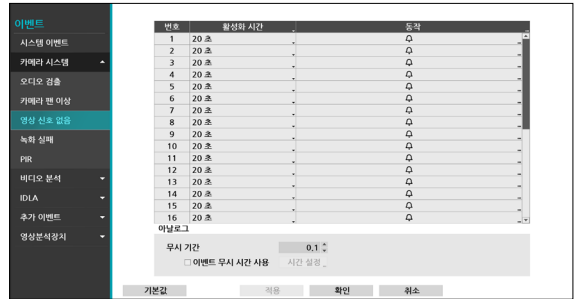 이벤트
시스템 이벤트
카메라 시스템
오디오 검출
카메라 팬 이상
영상 신호 없음
녹화 실패
PIR
비디오 분석
IDLA
추가 이벤트
영상분석장치
번호 활성화 시간 동작
1 20 초
2 20 초
3 20 초
4 20 초
5 20 초
6 20 초
7 20 초
8 20 초
9 20 초
10 20 초
11 20 초
12 20 초
13 20 초
14 20 초
15 20 초
16 20 초
아날로그
무시 기간 0.1
이벤트 무시 시간 사용 시간 설정
기본값 적용 확인 취소